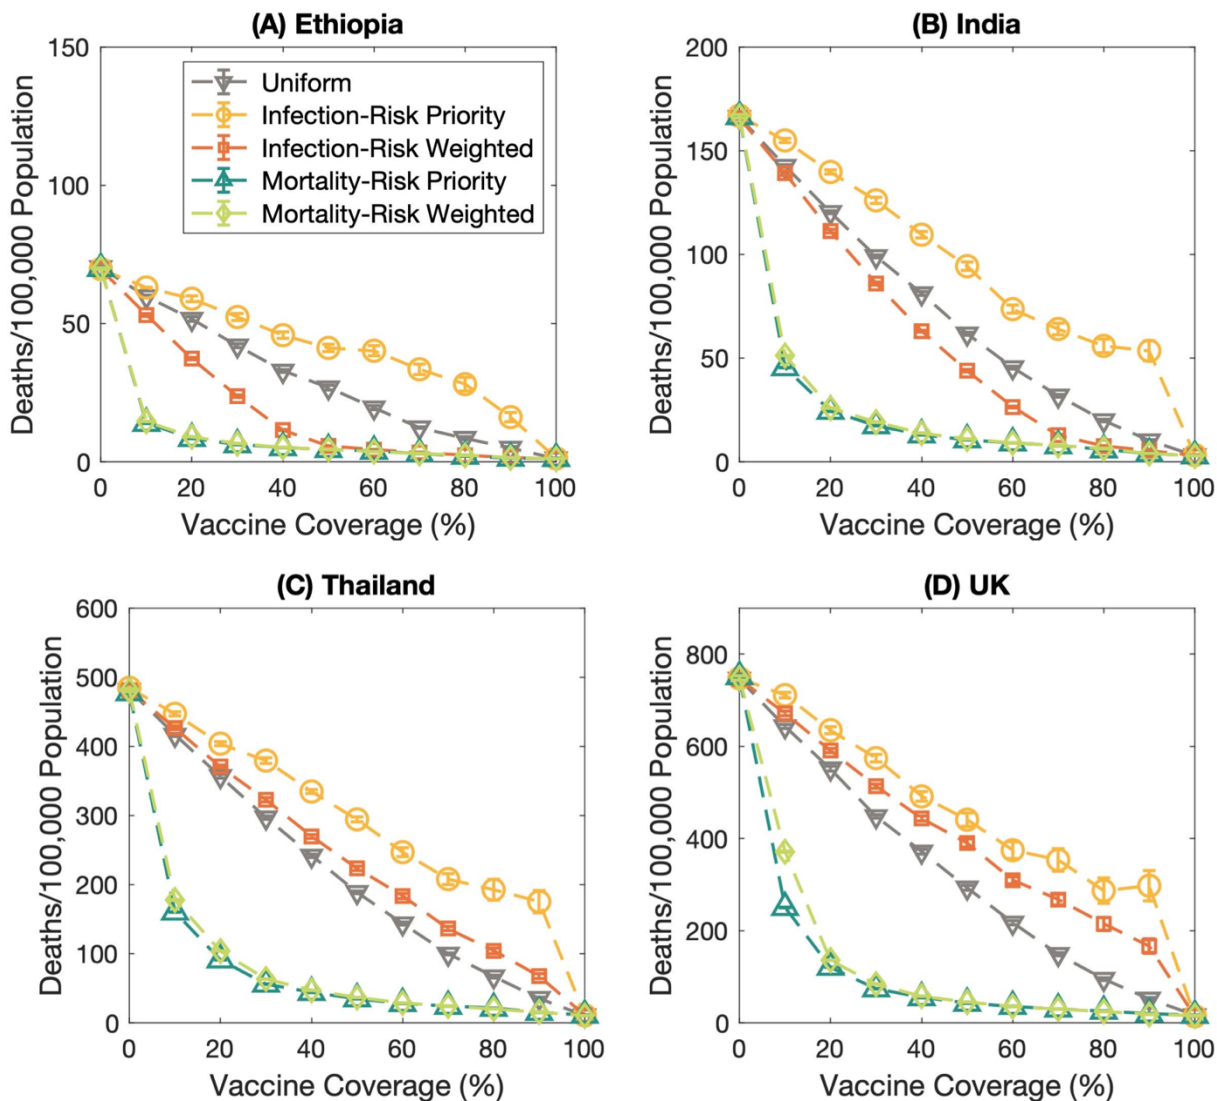 (A) Ethiopia
150
100
50
0
0 20 40 60 80 100
Deaths/100,000 Population
Vaccine Coverage (%)
Uniform
Infection-Risk Priority
Infection-Risk Weighted
Mortality-Risk Priority
Mortality-Risk Weighted
(B) India
200
150
100
50
0
0 20 40 60 80 100
Deaths/100,000 Population
Vaccine Coverage (%)
(C) Thailand
600
500
400
300
200
100
0
0 20 40 60 80 100
Deaths/100,000 Population
Vaccine Coverage (%)
(D) UK
800
600
400
200
0
0 20 40 60 80 100
Deaths/100,000 Population
Vaccine Coverage (%)